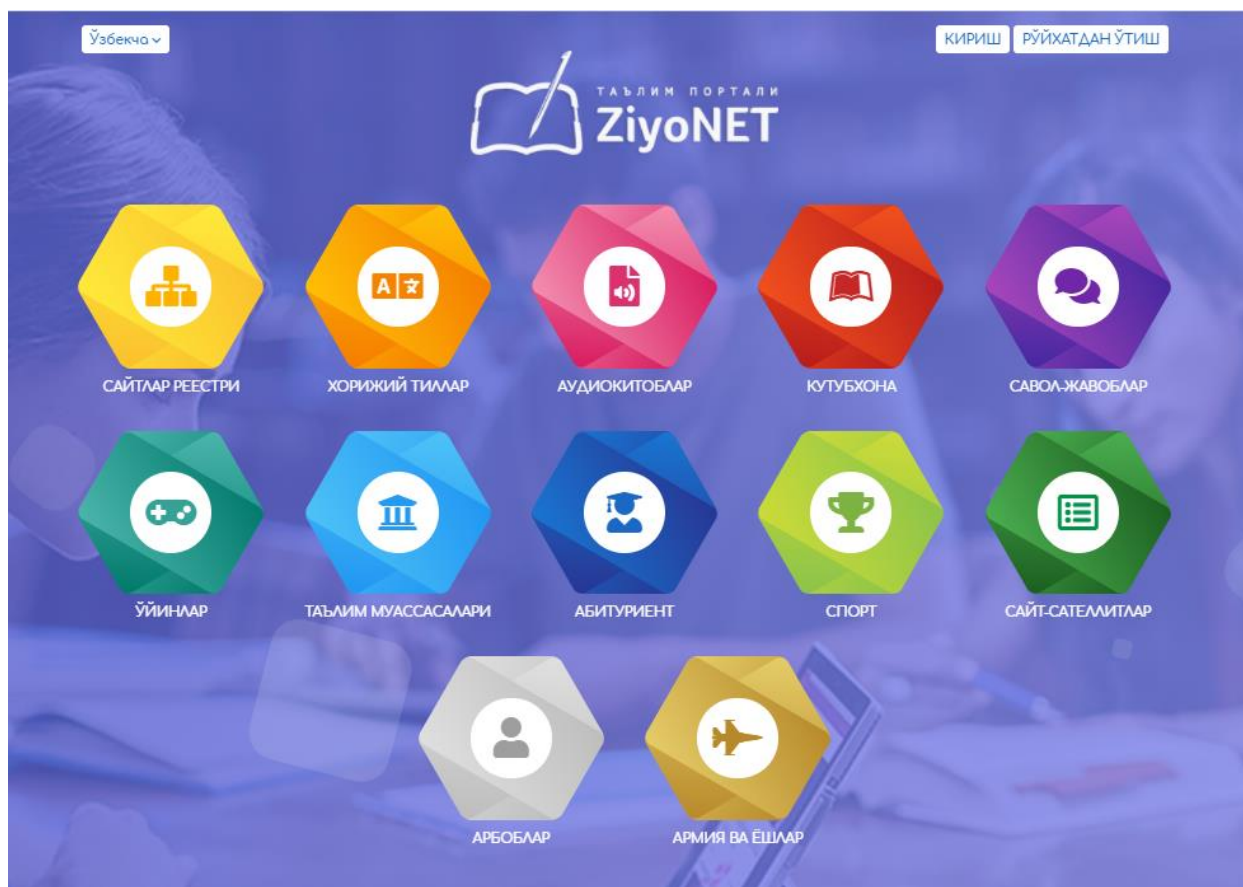 Ўзбекча
КИРИШ РЎЙХАТДАН ЎТИШ
ТАЪЛИМ ПОРТАЛИ
ZiyoNET
A
САЙТЛАР РЕЕСТРИ ХОРИЖИЙ ТИЛЛАР АУДИОКИТОБЛАР КУТУБХОНА САВОЛ-ЖАВОБЛАР
ЎЙИНЛАР ТАЪЛИМ МУАССАСАЛАРИ АБИТУРИЕНТ СПОРТ САЙТ-САТЕЛЛИТЛАР
АРБОБЛАР АРМИЯ ВА ЁШЛАР